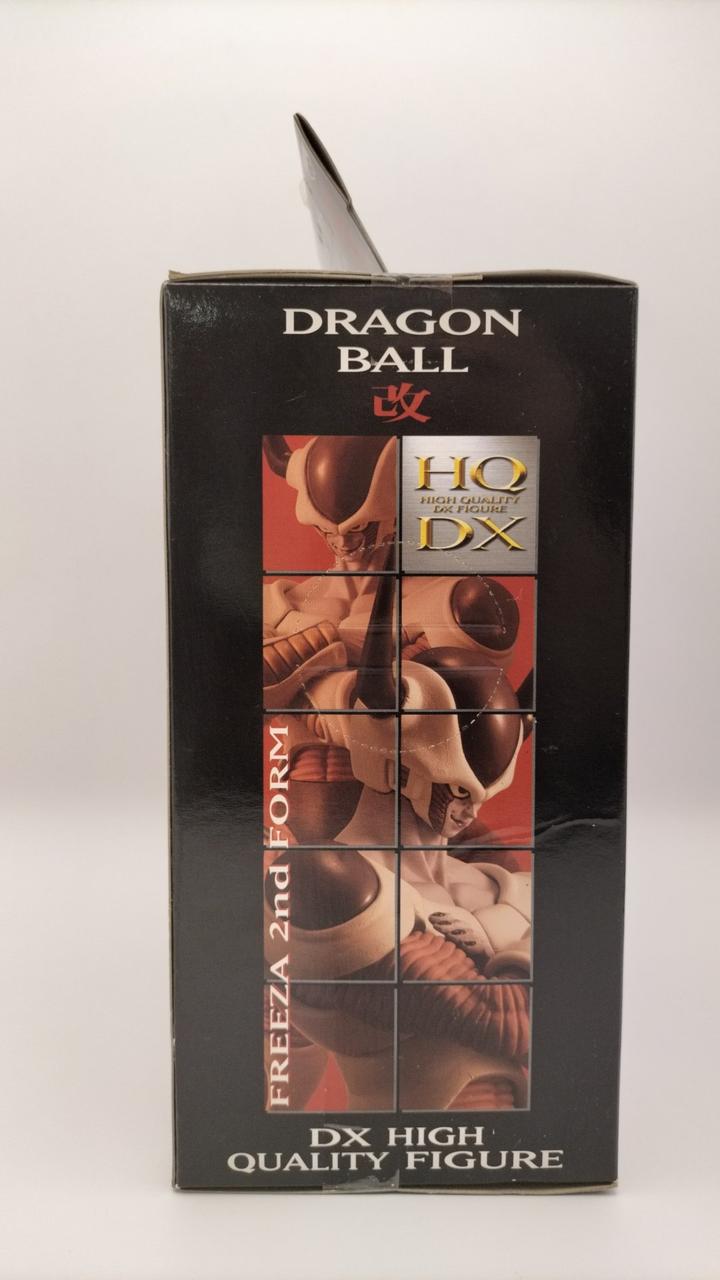 DRAGON
BALL
改
HQ
HIGH QUALITY
DX FIGURE
DX
FREEZA 2nd FORM
DX HIGH
QUALITY FIGURE